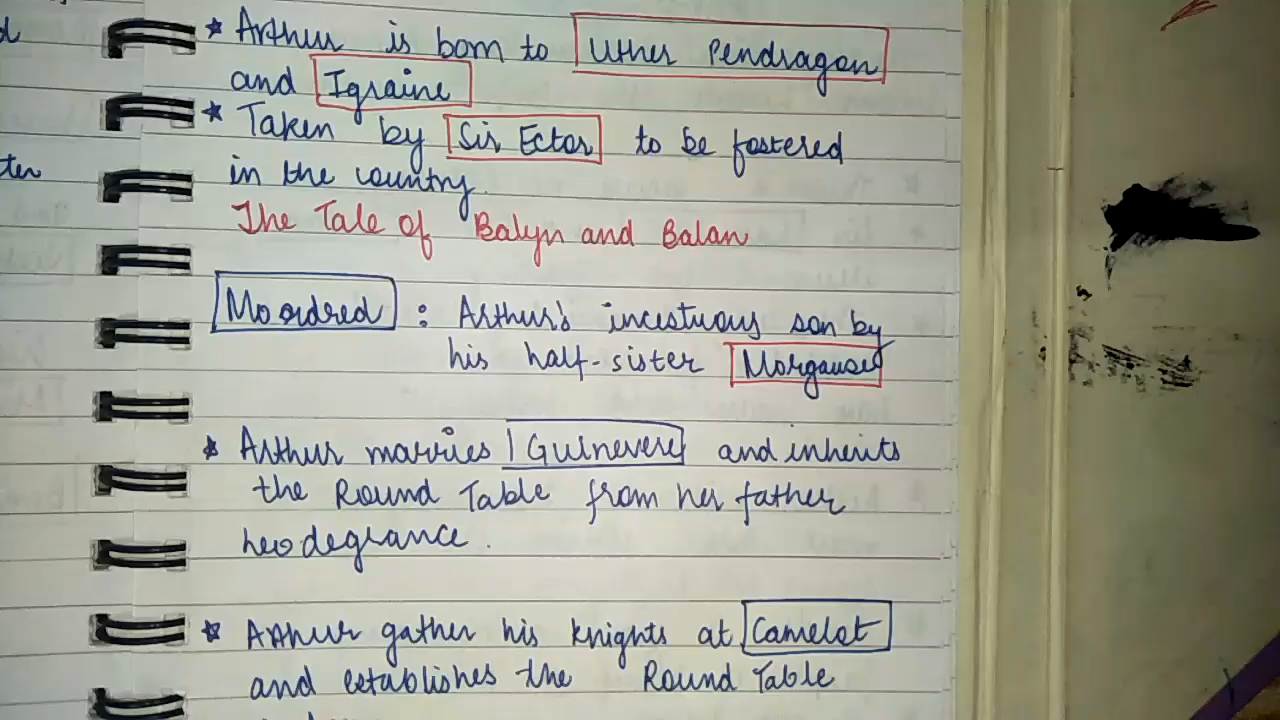 * Arthur is born to Uther Pendragon
and Igraine
* Taken by Sir Ector to be fostered
in the country.
The Tale of Balyn and Balan
Moordred : Arthur's incestuous son by
his half-sister Morgause
* Arthur marries Guinevere and inherits
the Round Table from her father
Leodegrance.
* Arthur gather his knights at Camelot
and establishes the Round Table